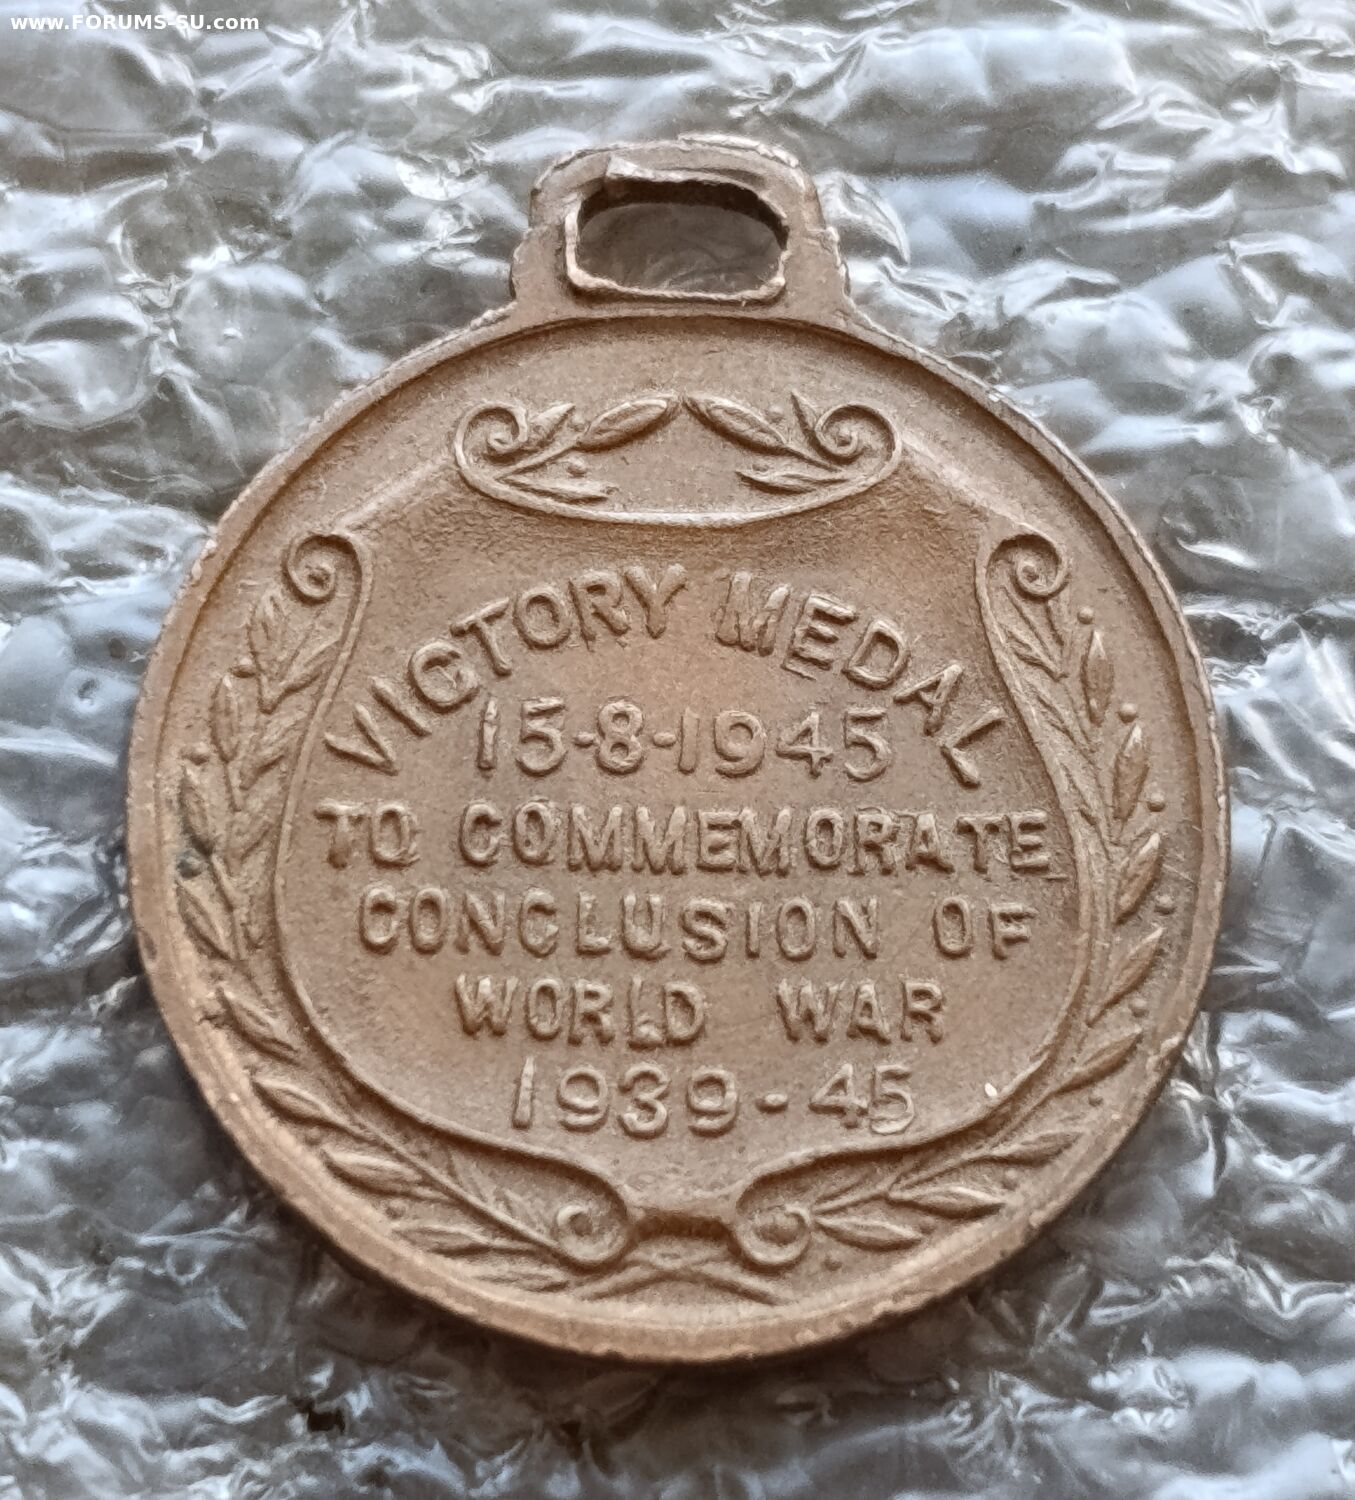 www.FORUMS-SU.com
VICTORY MEDAL
15-8-1945
TO COMMEMORATE
CONCLUSION OF
WORLD WAR
1939-45